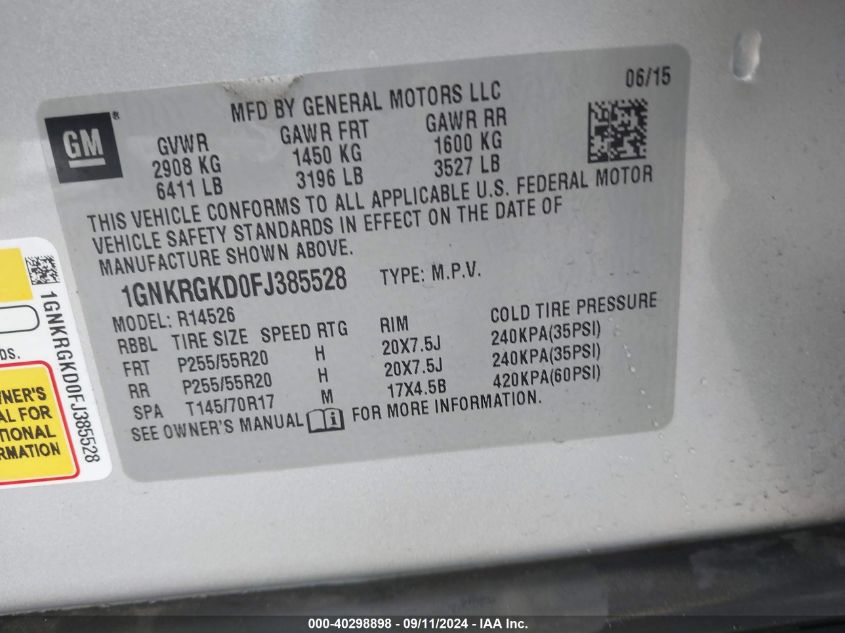 06/15
MFD BY GENERAL MOTORS LLC
GM
GVWR GAWR FRT GAWR RR
2908 KG 1450 KG 1600 KG
6411 LB 3196 LB 3527 LB
THIS VEHICLE CONFORMS TO ALL APPLICABLE U.S. FEDERAL MOTOR
VEHICLE SAFETY STANDARDS IN EFFECT ON THE DATE OF
MANUFACTURE SHOWN ABOVE.
1GNKRGKD0FJ385528 TYPE: M.P.V.
MODEL: R14526
RBBL TIRE SIZE SPEED RTG RIM COLD TIRE PRESSURE
FRT P255/55R20 H 20X7.5J 240KPA(35PSI)
RR P255/55R20 H 20X7.5J 240KPA(35PSI)
SPA T145/70R17 M 17X4.5B 420KPA(60PSI)
SEE OWNER'S MANUAL i FOR MORE INFORMATION.
1GNKRGKD0FJ385528
DS.
WNER'S
AL FOR
TIONAL
RMATION
000-40298898 - 09/11/2024 - IAA Inc.